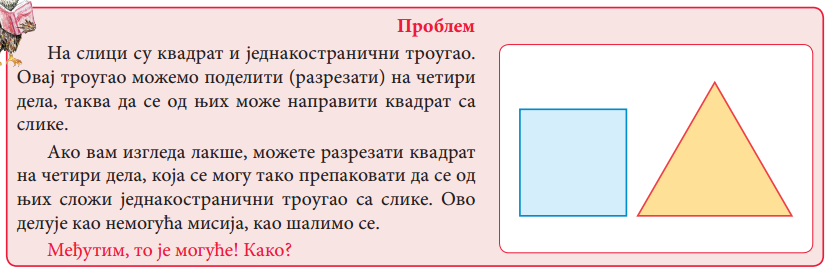 Проблем
На слици су квадрат и једнакостранични троугао.
Овај троугао можемо поделити (разрезати) на четири
дела, таква да се од њих може направити квадрат са
слике.
Ако вам изгледа лакше, можете разрезати квадрат
на четири дела, која се могу тако препаковати да се од
њих сложи једнакостранични троугао са слике. Ово
делује као немогућа мисија, као шалимо се.
Међутим, то је могуће! Како?